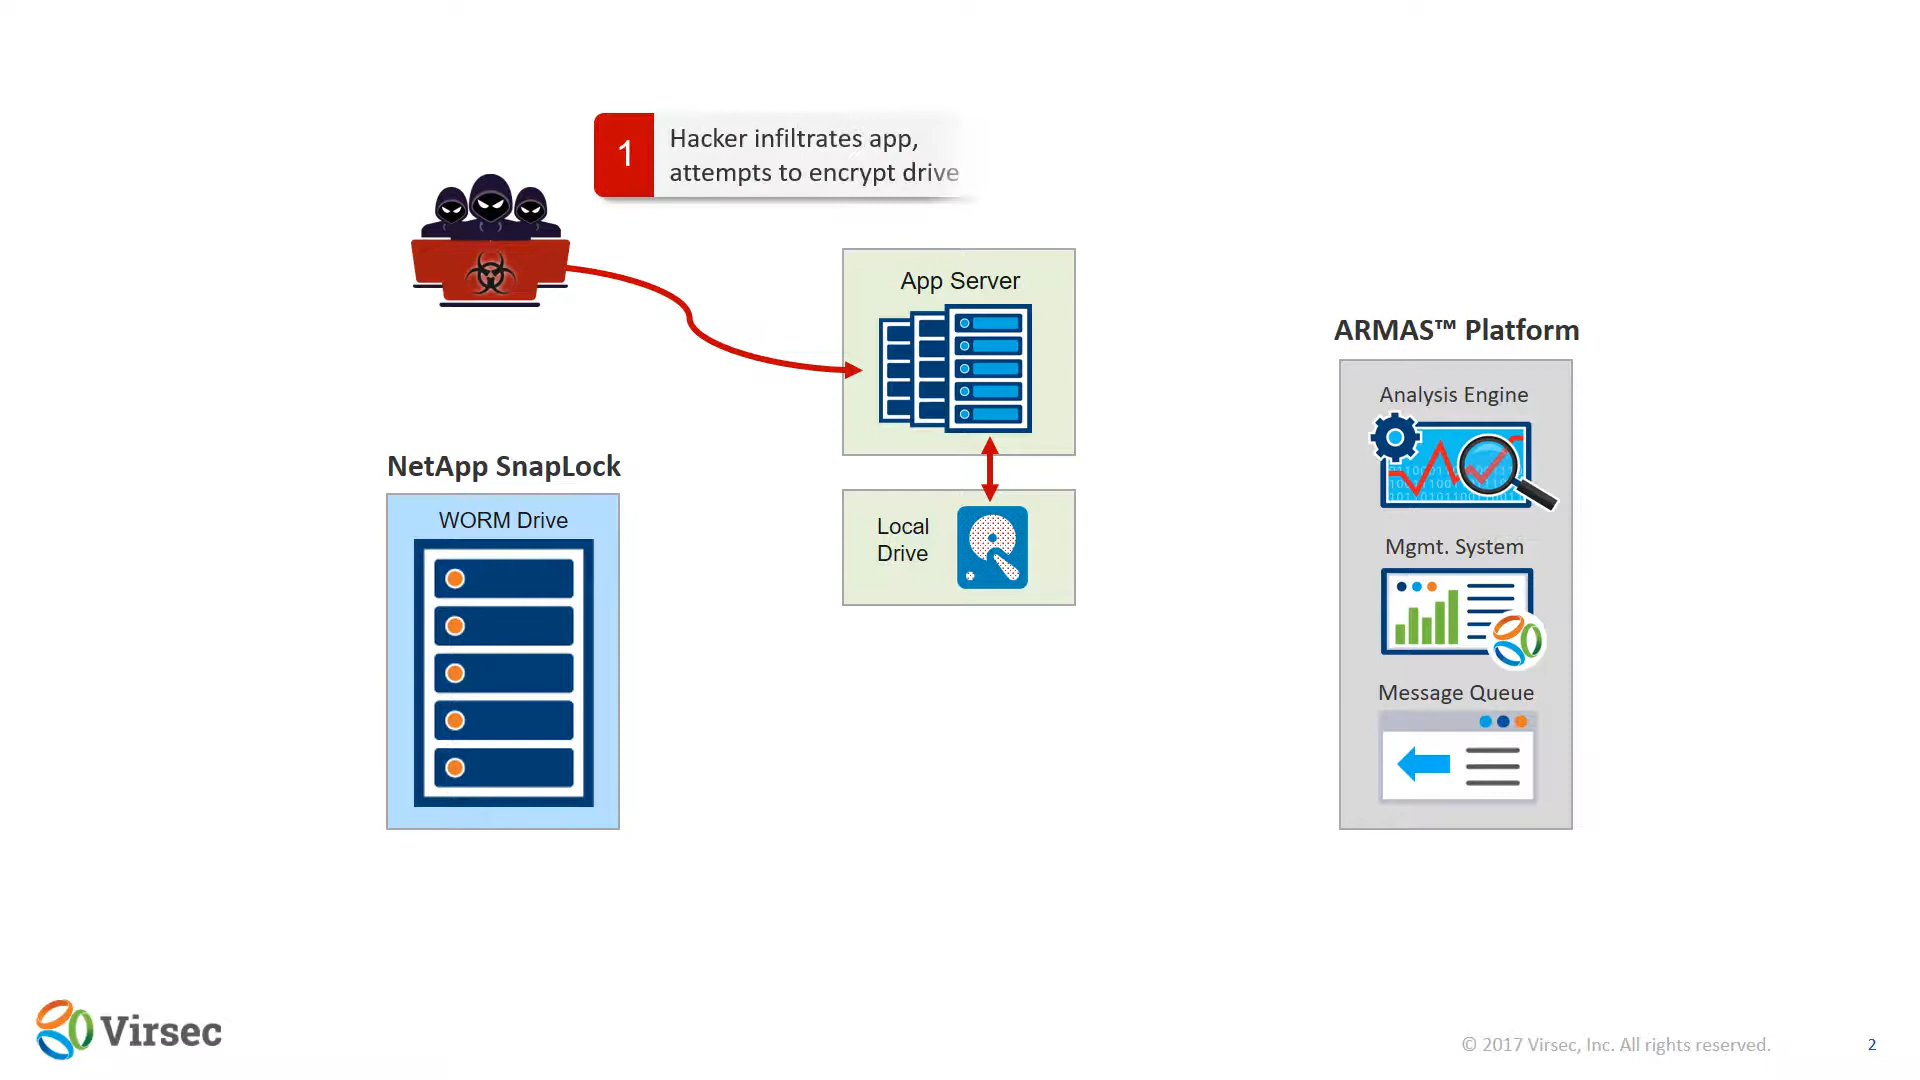 1
Hacker infiltrates app,
attempts to encrypt drive
App Server
Local
Drive
NetApp SnapLock
WORM Drive
ARMAS™ Platform
Analysis Engine
Mgmt. System
Message Queue
Virsec
© 2017 Virsec, Inc. All rights reserved.
2